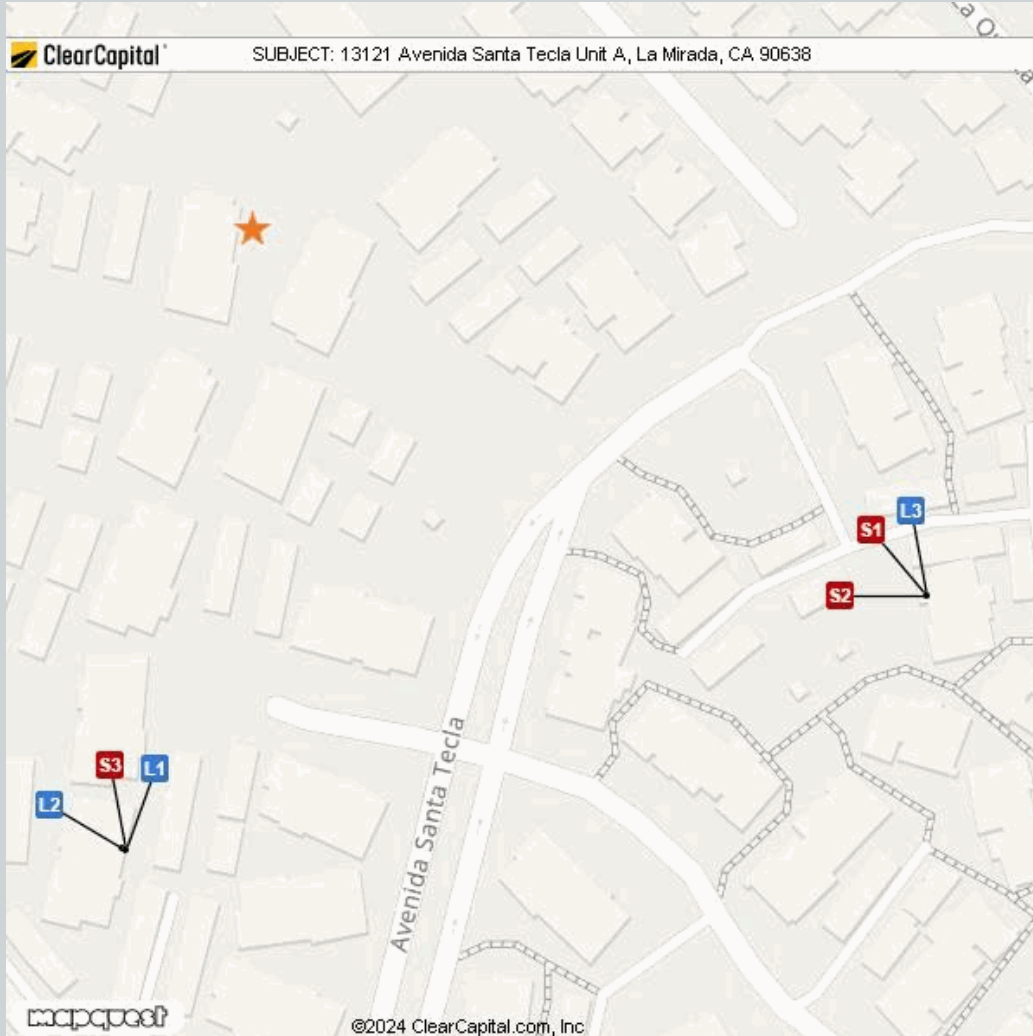 ClearCapital
SUBJECT: 13121 Avenida Santa Tecla Unit A, La Mirada, CA 90638
S1
L3
S2
Avenida Santa Tecla
S3
L1
L2
mapquest
©2024 ClearCapital.com, Inc